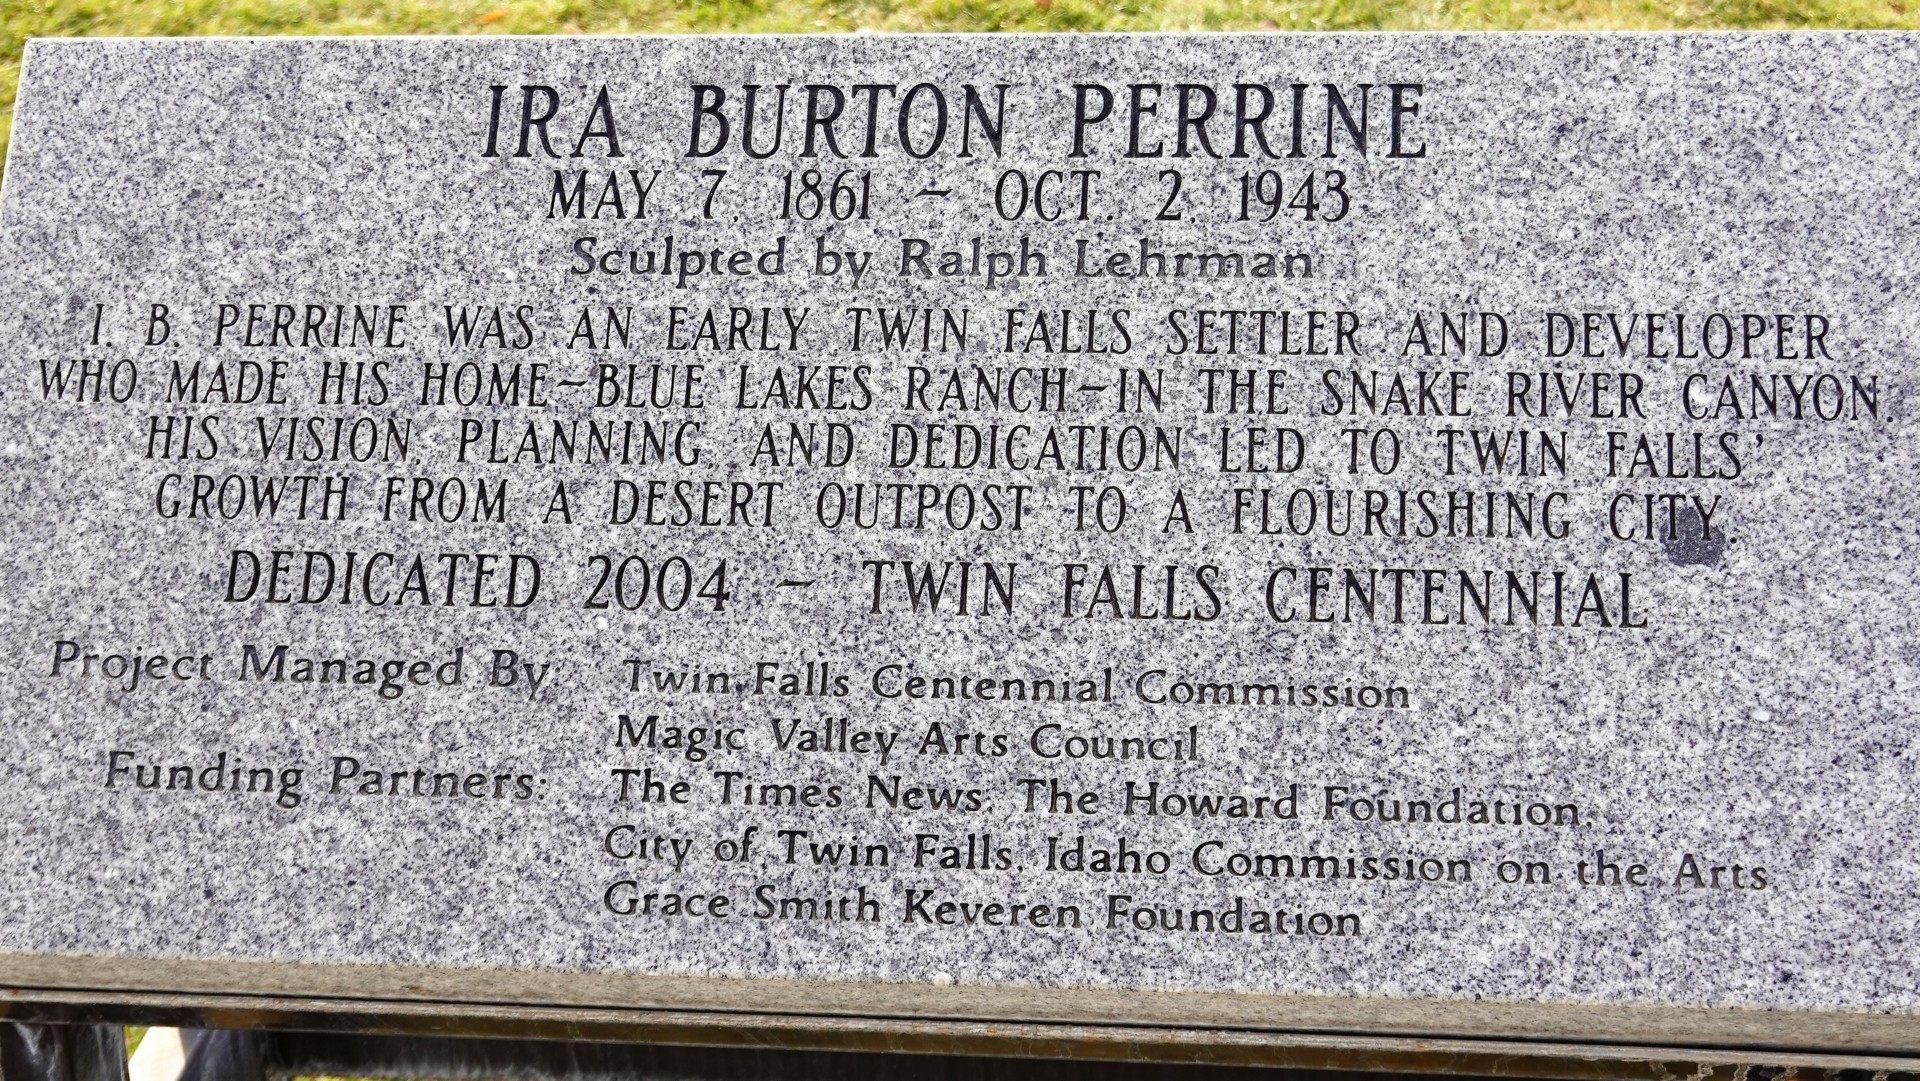 IRA BURTON PERRINE
MAY 7, 1861 ~ OCT. 2, 1943
Sculpted by Ralph Lehrman
I. B. PERRINE WAS AN EARLY TWIN FALLS SETTLER AND DEVELOPER
WHO MADE HIS HOME~BLUE LAKES RANCH~IN THE SNAKE RIVER CANYON.
HIS VISION, PLANNING, AND DEDICATION LED TO TWIN FALLS'
GROWTH FROM A DESERT OUTPOST TO A FLOURISHING CITY.
DEDICATED 2004 ~ TWIN FALLS CENTENNIAL
Project Managed By: Twin Falls Centennial Commission
Magic Valley Arts Council
Funding Partners: The Times News, The Howard Foundation,
City of Twin Falls, Idaho Commission on the Arts
Grace Smith Keveren Foundation